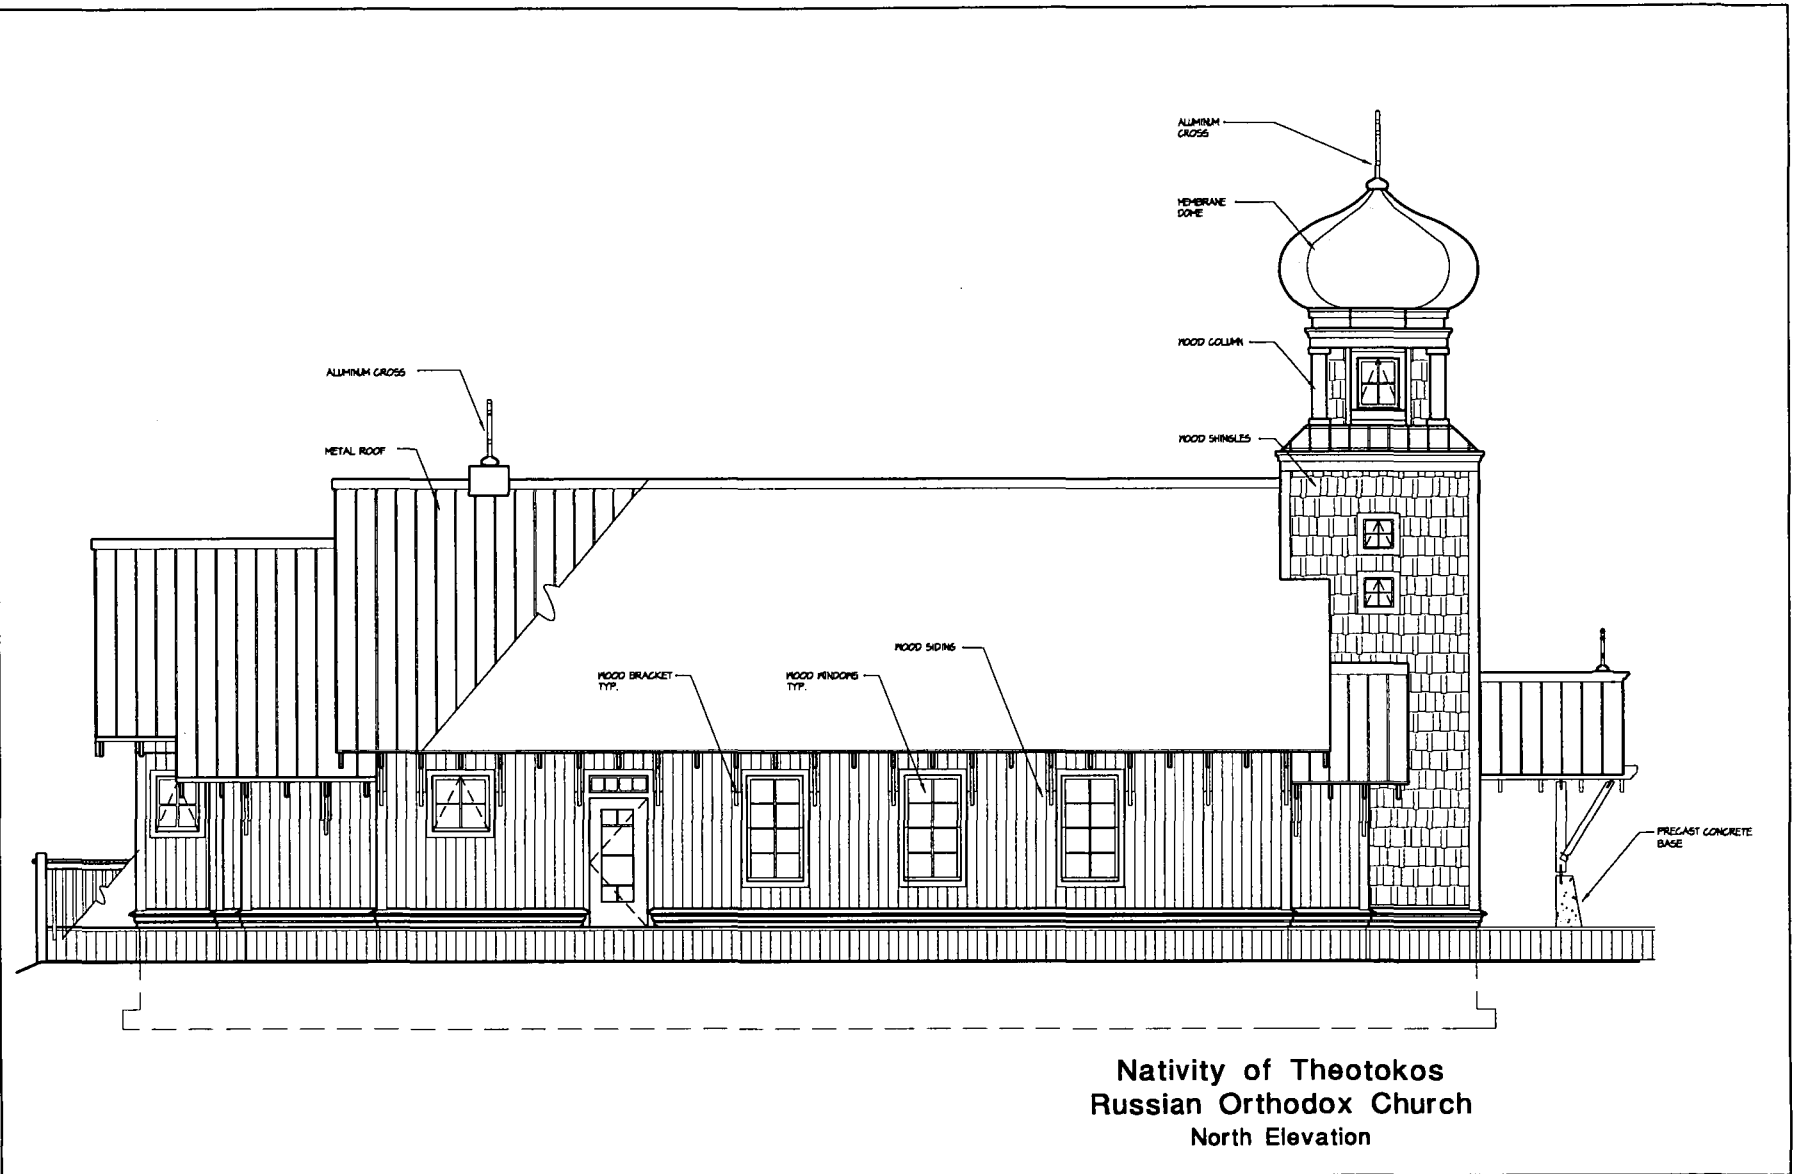 ALUMINUM
CROSS
MEMBRANE
DOME
WOOD COLUMN
ALUMINUM CROSS
WOOD SHINGLES
METAL ROOF
WOOD SIDING
WOOD BRACKET
TYP.
WOOD WINDOWS
TYP.
PRECAST CONCRETE
BASE
Nativity of Theotokos
Russian Orthodox Church
North Elevation